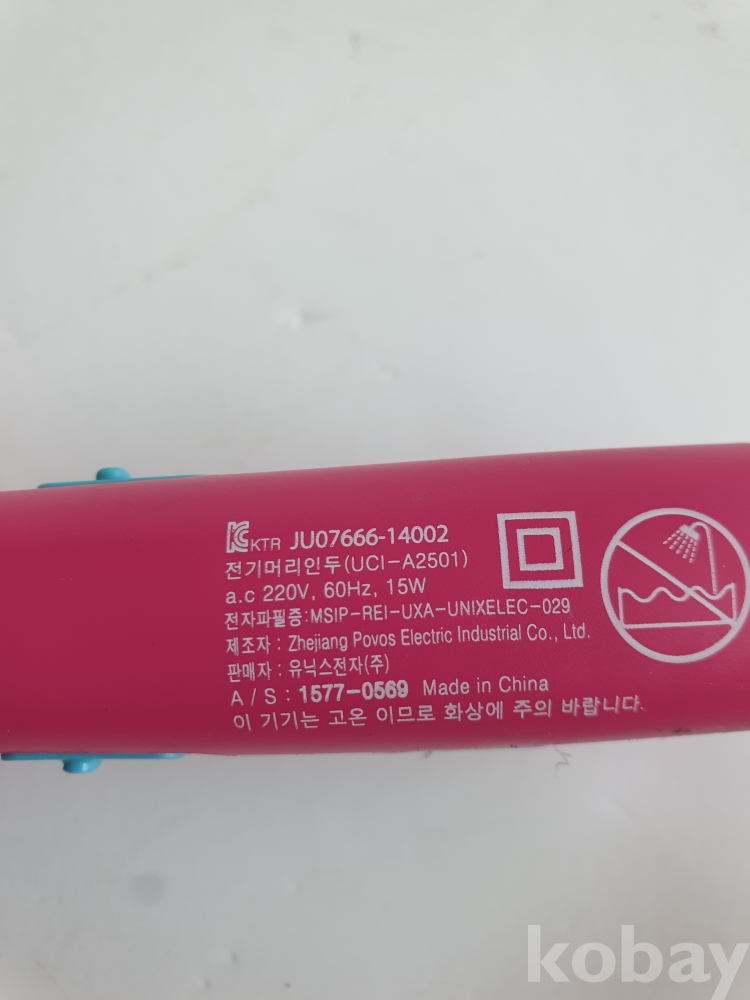 KTR JU07666-14002
전기머리인두(UCI-A2501)
a.c 220V, 60Hz, 15W
전자파필증:MSIP-REI-UXA-UNIXELEC-029
제조자 : Zhejiang Povos Electric Industrial Co., Ltd.
판매자 : 유닉스전자(주)
A / S : 1577-0569 Made in China
이 기기는 고온 이므로 화상에 주의 바랍니다.
kobay